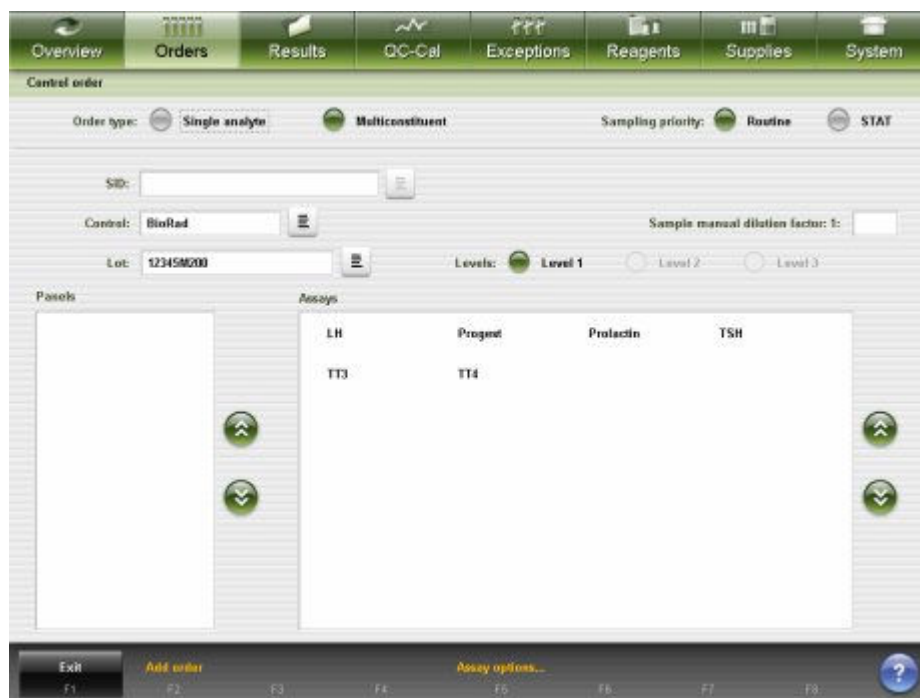 Overview Orders Results QC-Cal Exceptions Reagents Supplies System
Control order
Order type: Single analyte Multiconstituent Sampling priority: Routine STAT
SID:
Control: BioRad Sample manual dilution factor: 1:
Lot: 12345M200 Levels: Level 1 Level 2 Level 3
Panels Assays
LH Progest Prolactin TSH
TT3 TT4
Exit Add order Assay options...
F1 F2 F3 F4 F5 F6 F7 F8 ?